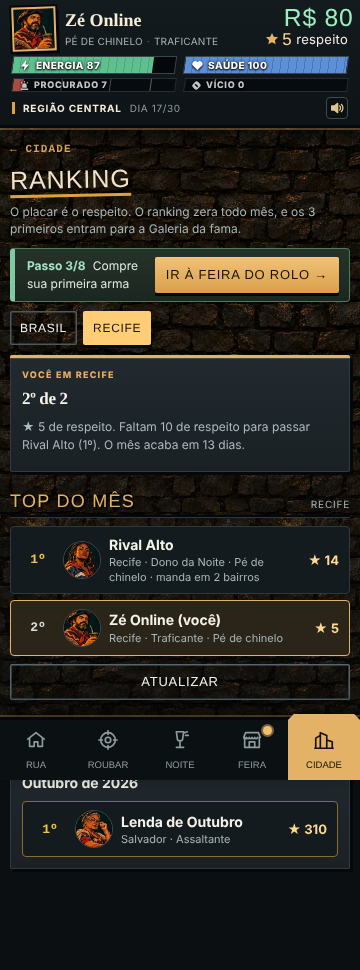 Zé Online
PÉ DE CHINELO · TRAFICANTE
R$ 80
★ 5 respeito
ENERGIA 87
SAÚDE 100
PROCURADO 7
VÍCIO 0
REGIÃO CENTRAL DIA 17/30
← CIDADE
RANKING
O placar é o respeito. O ranking zera todo mês, e os 3
primeiros entram para a Galeria da fama.
Passo 3/8 Compre
sua primeira arma
IR À FEIRA DO ROLO →
BRASIL
RECIFE
VOCÊ EM RECIFE
2º de 2
★ 5 de respeito. Faltam 10 de respeito para passar
Rival Alto (1º). O mês acaba em 13 dias.
TOP DO MÊS
RECIFE
1º
Rival Alto
Recife · Dono da Noite · Pé de
chinelo · manda em 2 bairros
★ 14
2º
Zé Online (você)
Recife · Traficante · Pé de chinelo
★ 5
ATUALIZAR
RUA
ROUBAR
NOITE
FEIRA
CIDADE
Outubro de 2026
1º
Lenda de Outubro
Salvador · Assaltante
★ 310